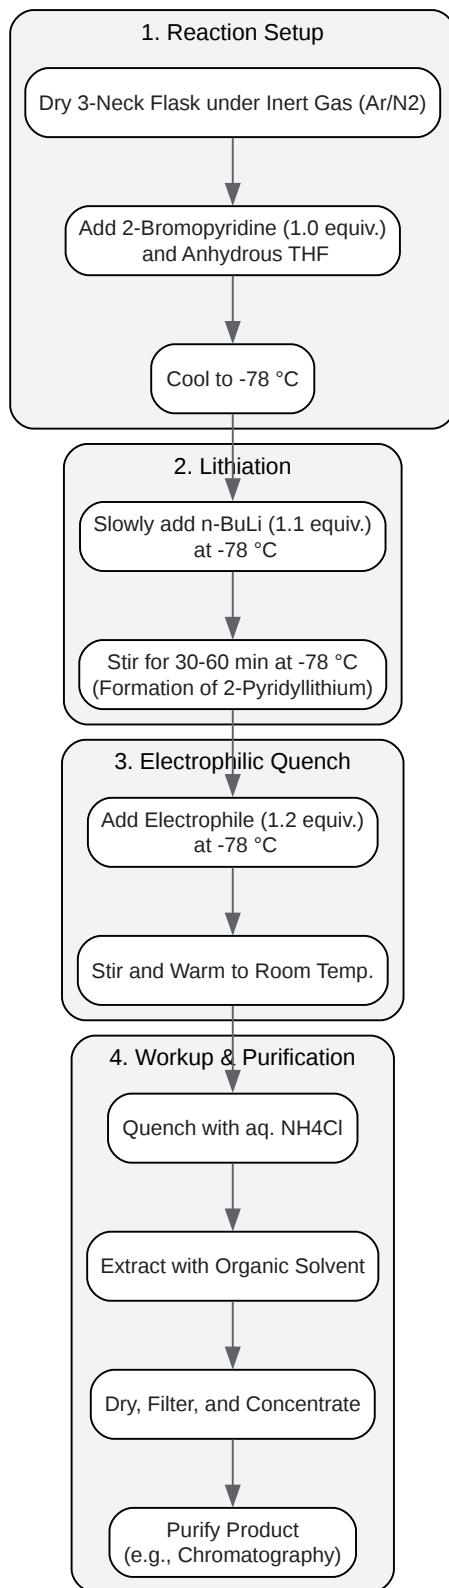 1. Reaction Setup
Dry 3-Neck Flask under Inert Gas (Ar/N2)
Add 2-Bromopyridine (1.0 equiv.)
and Anhydrous THF
Cool to -78 °C
2. Lithiation
Slowly add n-BuLi (1.1 equiv.)
at -78 °C
Stir for 30-60 min at -78 °C
(Formation of 2-Pyridyllithium)
3. Electrophilic Quench
Add Electrophile (1.2 equiv.)
at -78 °C
Stir and Warm to Room Temp.
4. Workup & Purification
Quench with aq. NH4Cl
Extract with Organic Solvent
Dry, Filter, and Concentrate
Purify Product
(e.g., Chromatography)